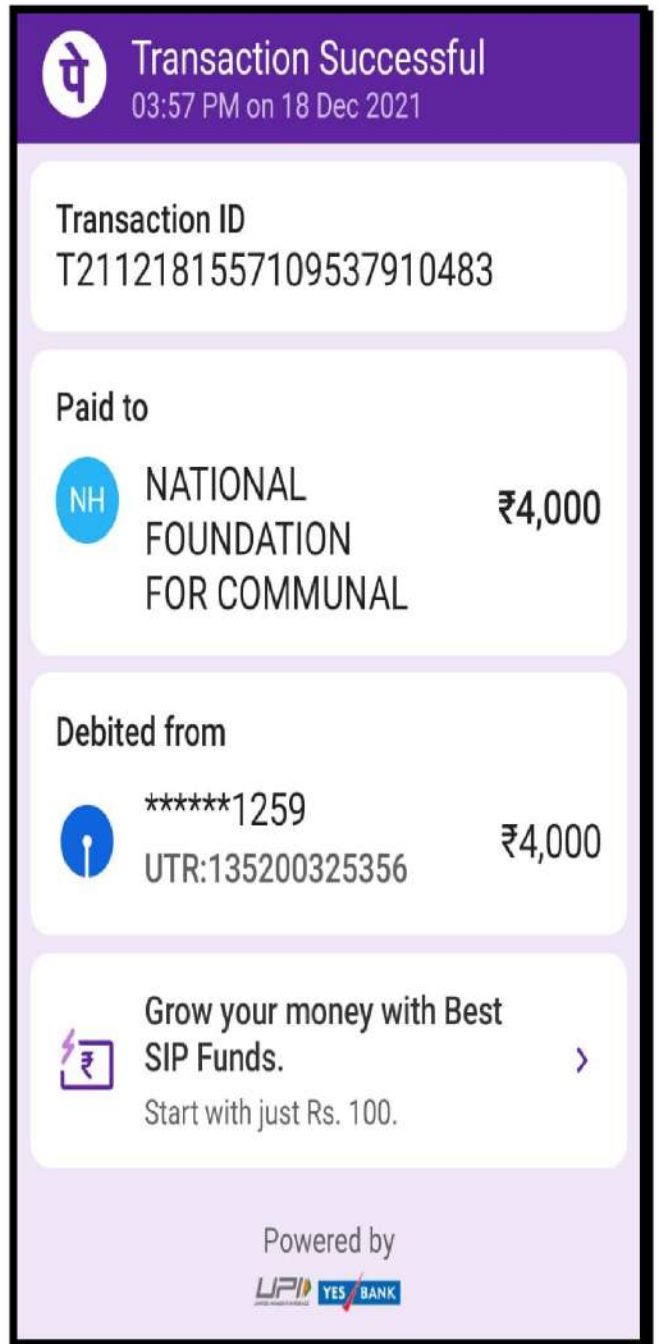 पे
Transaction Successful
03:57 PM on 18 Dec 2021
Transaction ID
T2112181557109537910483
Paid to
NH
NATIONAL
FOUNDATION
FOR COMMUNAL
₹4,000
Debited from
******1259
UTR:135200325356
₹4,000
Grow your money with Best
SIP Funds.
₹
Start with just Rs. 100.
Powered by
UPI YES BANK